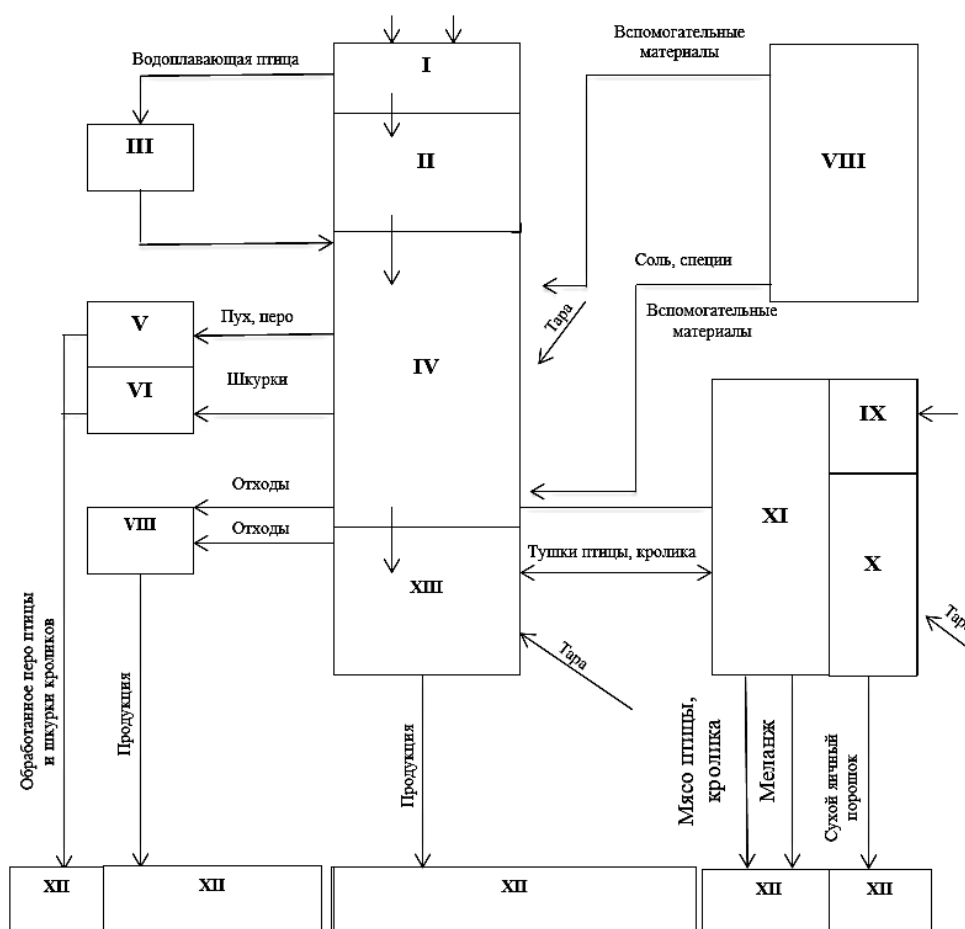 I
Водоплавающая птица
Вспомогательные
материалы
III
II
VIII
Соль, специи
Вспомогательные
материалы
Тара
V
Пух, перо
IV
VI
Шкурки
IX
Отходы
VIII
Отходы
XI
Тушки птицы, кролика
XIII
X
Тара
Тара
Обработанное перо птицы
и шкурки кроликов
Продукция
Продукция
Мясо птицы,
кролика
Меланж
Сухой яичный
порошок
XII
XII
XII
XII
XII